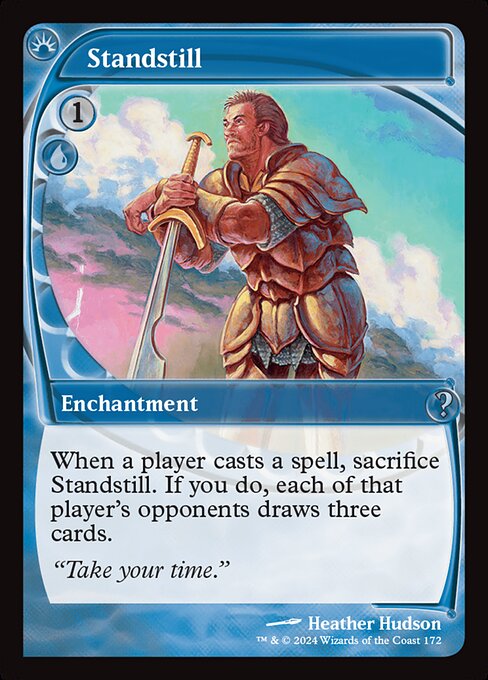 Standstill
1
Enchantment
?
When a player casts a spell, sacrifice
Standstill. If you do, each of that
player's opponents draws three
cards.
“Take your time.”
Heather Hudson
™ & © 2024 Wizards of the Coast 172